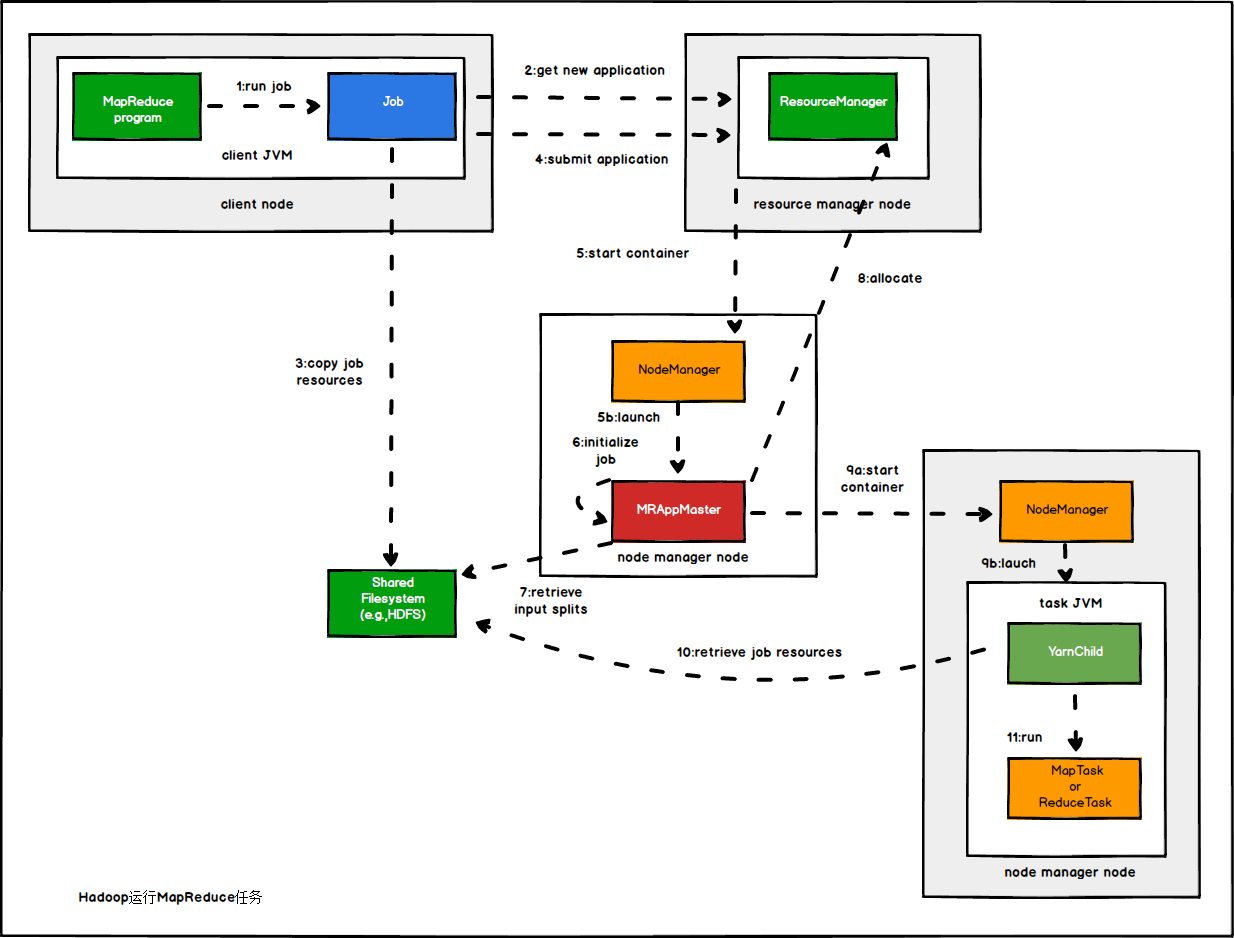 MapReduce
program
1:run job
Job
client JVM
client node
2:get new application
4:submit application
ResourceManager
resource manager node
5:start container
8:allocate
3:copy job
resources
NodeManager
5b:launch
6:initialize
job
MRAppMaster
node manager node
9a:start
container
NodeManager
9b:lauch
Shared
Filesystem
(e.g.,HDFS)
7:retrieve
input splits
task JVM
YarnChild
10:retrieve job resources
11:run
MapTask
or
ReduceTask
node manager node
Hadoop运行MapReduce任务